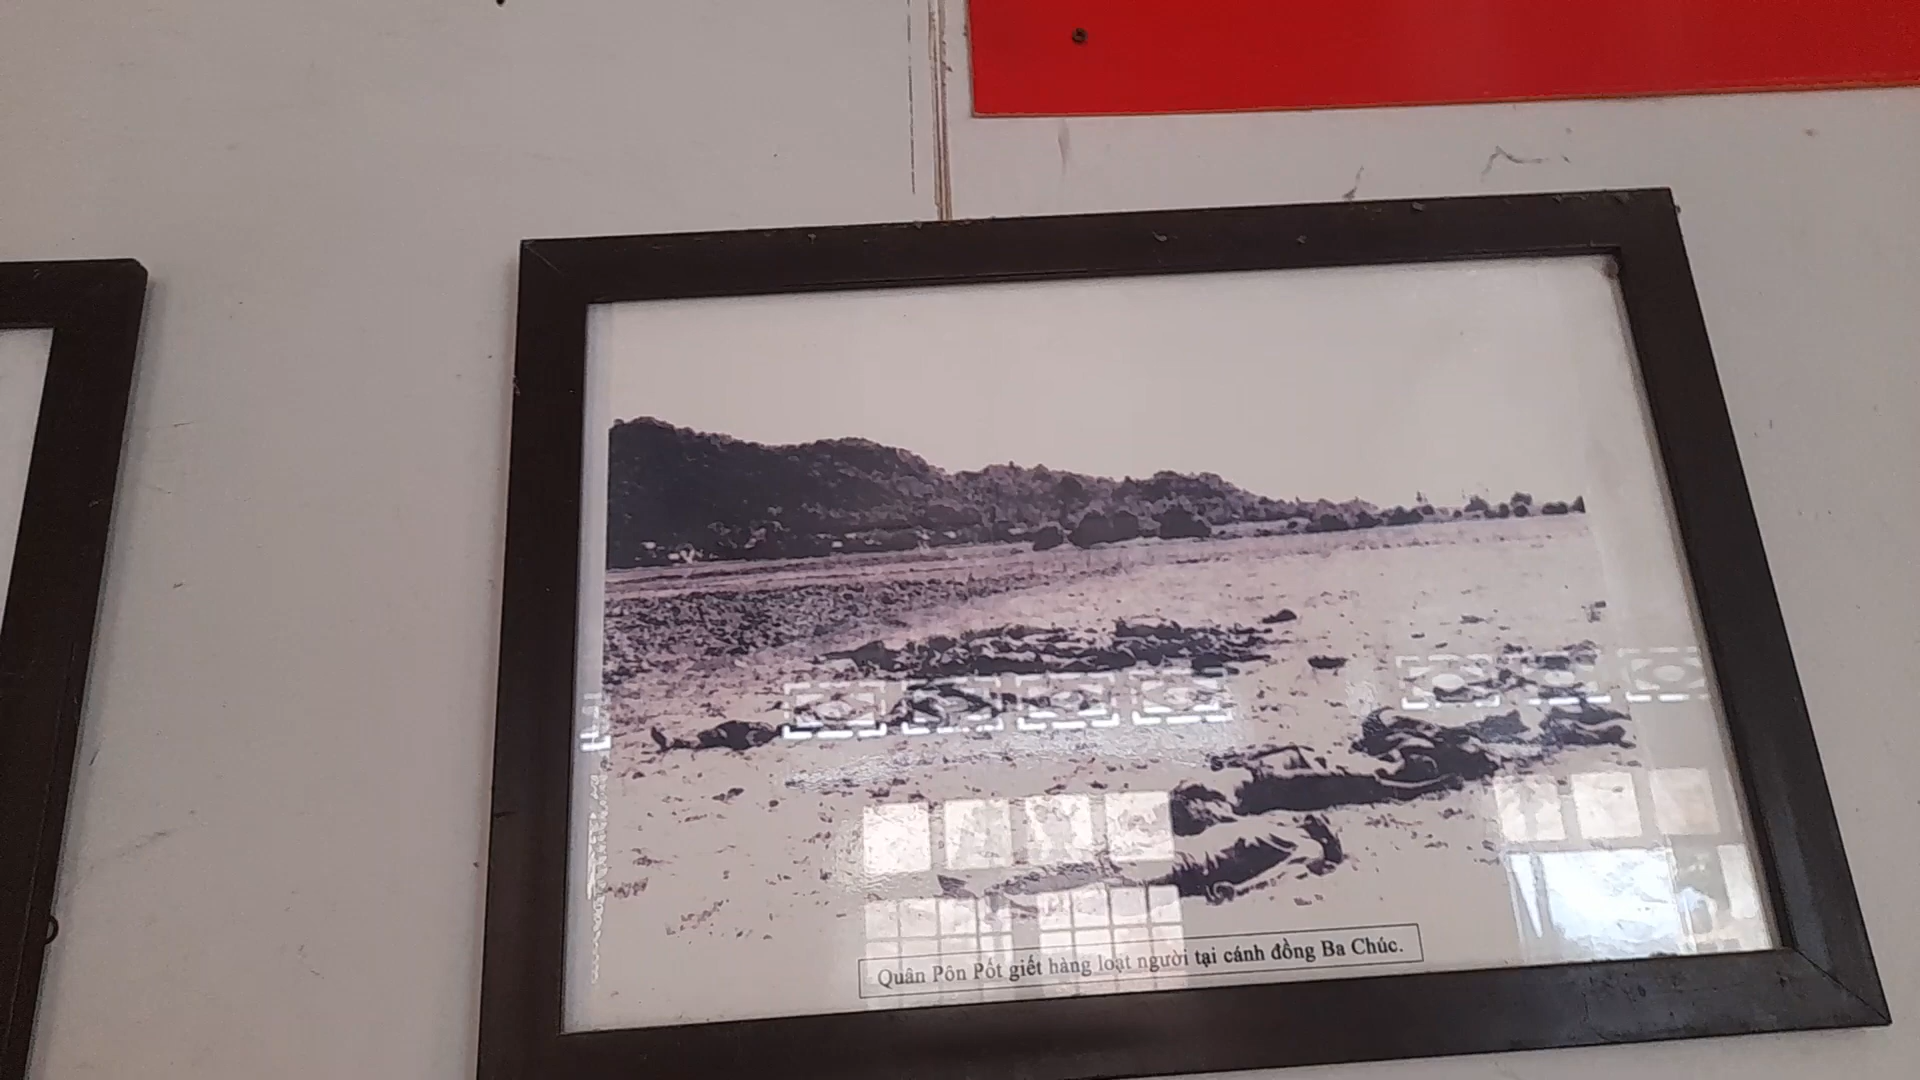 Quân Pôn Pốt giết hàng loạt người tại cánh đồng Ba Chúc.